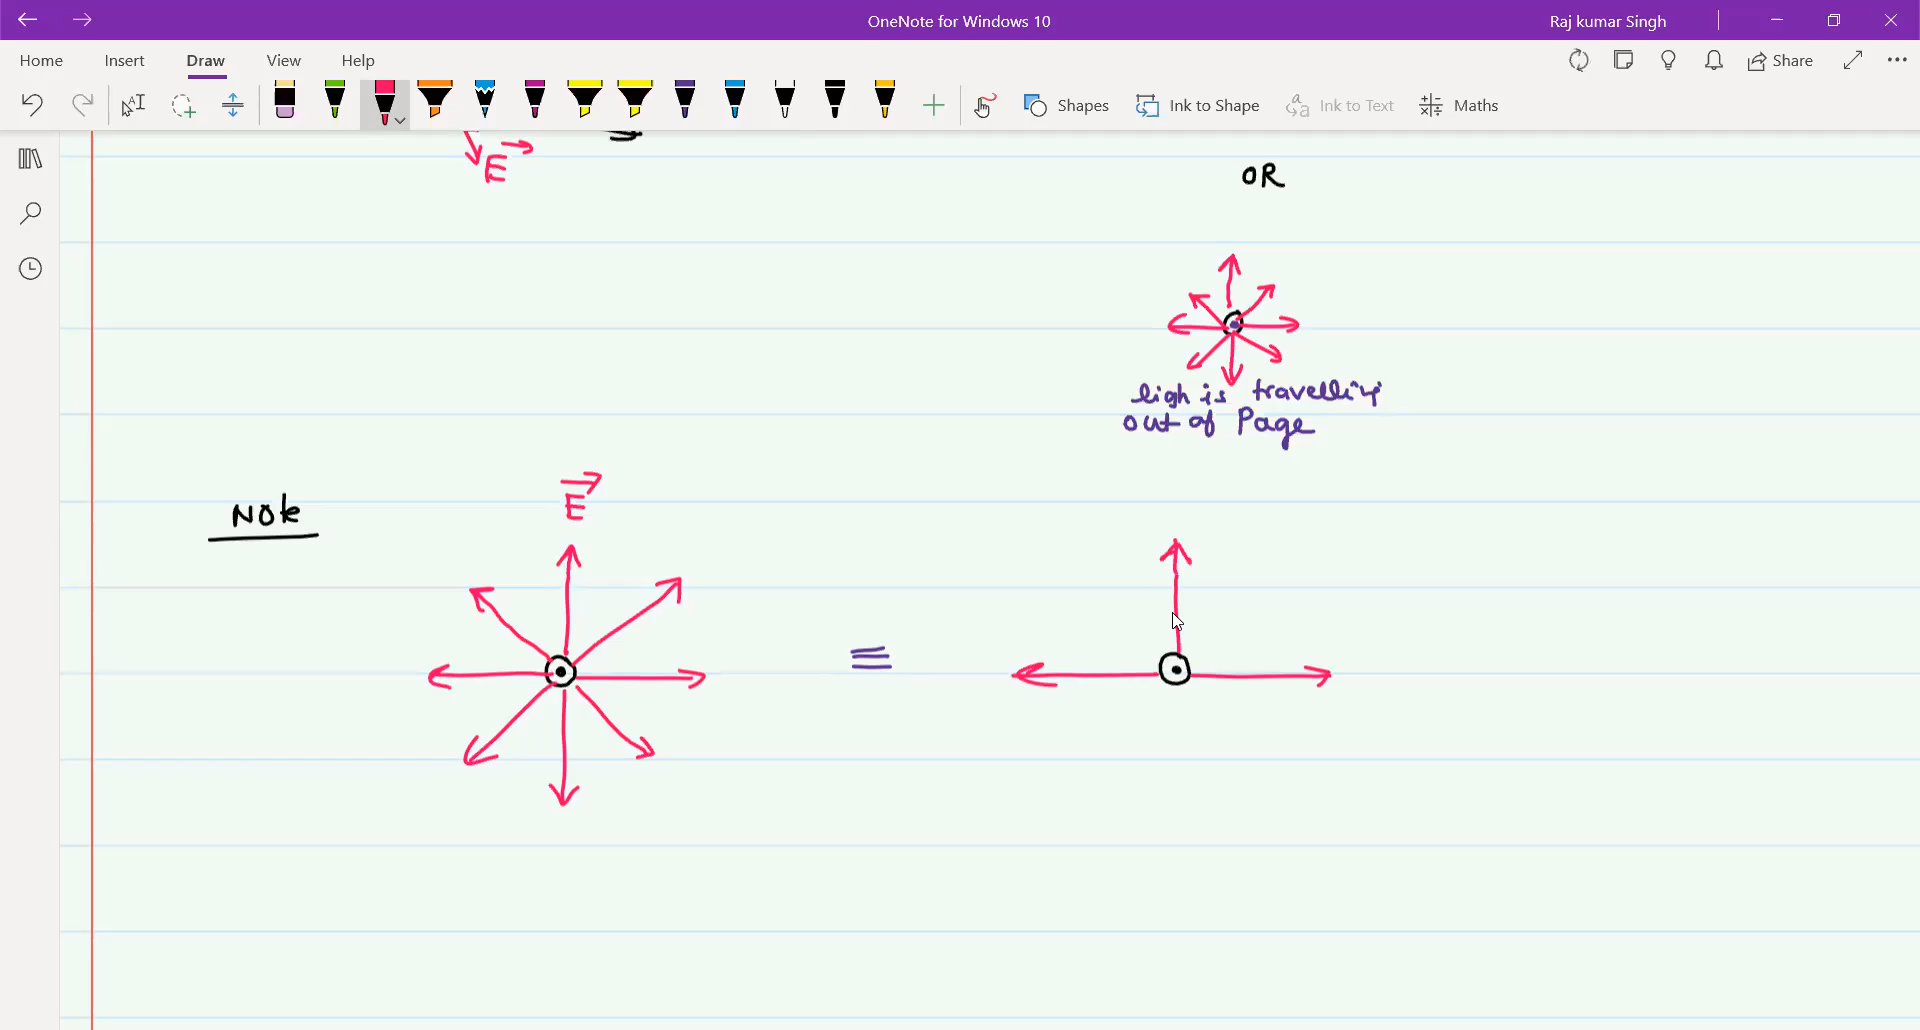 OneNote for Windows 10
Raj kumar Singh
Home Insert Draw View Help
Share
Shapes Ink to Shape Ink to Text Maths
E
OR
ligh is travelling
out of Page
E
Note
≡